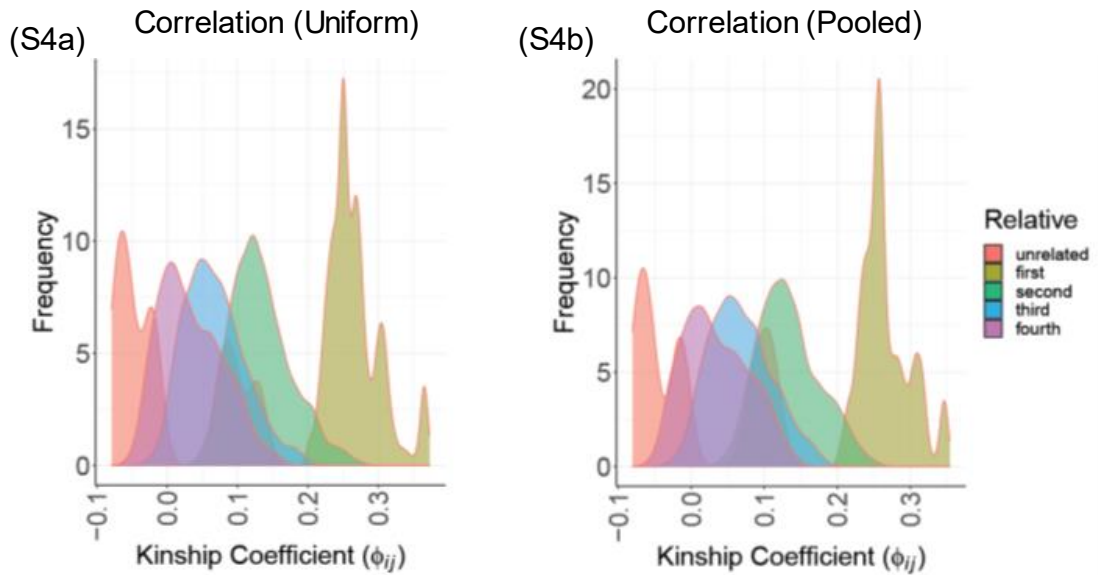 (S4a)
Correlation (Uniform)
Frequency
15
10
5
0
−0.1
0.0
0.1
0.2
0.3
Kinship Coefficient (ϕij)
(S4b)
Correlation (Pooled)
Frequency
20
15
10
5
0
−0.1
0.0
0.1
0.2
0.3
Kinship Coefficient (ϕij)
Relative
unrelated
first
second
third
fourth